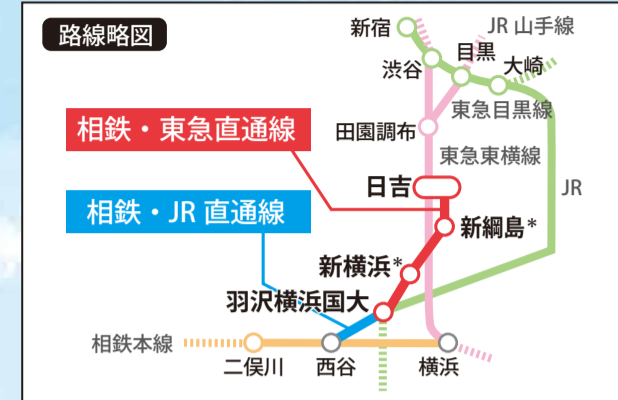 路線略図
新宿
JR 山手線
目黒
渋谷
大崎
東急目黒線
相鉄・東急直通線
田園調布
東急東横線
日吉
JR
相鉄・JR 直通線
新綱島*
新横浜*
羽沢横浜国大
相鉄本線
二俣川
西谷
横浜